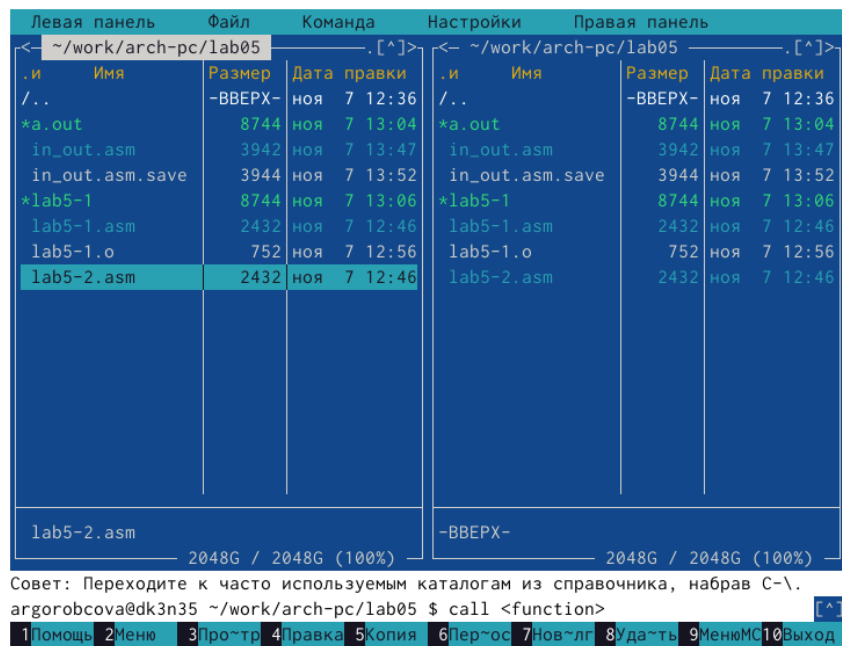 Левая панель Файл Команда Настройки Правая панель
<– ~/work/arch-pc/lab05 .[^]> <– ~/work/arch-pc/lab05 .[^]>
.и Имя Размер Дата правки .и Имя Размер Дата правки
/.. -ВВЕРХ- ноя 7 12:36 /.. -ВВЕРХ- ноя 7 12:36
*a.out 8744 ноя 7 13:04 *a.out 8744 ноя 7 13:04
in_out.asm 3942 ноя 7 13:47 in_out.asm 3942 ноя 7 13:47
in_out.asm.save 3944 ноя 7 13:52 in_out.asm.save 3944 ноя 7 13:52
*lab5-1 8744 ноя 7 13:06 *lab5-1 8744 ноя 7 13:06
lab5-1.asm 2432 ноя 7 12:46 lab5-1.asm 2432 ноя 7 12:46
lab5-1.o 752 ноя 7 12:56 lab5-1.o 752 ноя 7 12:56
lab5-2.asm 2432 ноя 7 12:46 lab5-2.asm 2432 ноя 7 12:46
lab5-2.asm -ВВЕРХ-
2048G / 2048G (100%) 2048G / 2048G (100%)
Совет: Переходите к часто используемым каталогам из справочника, набрав C-\.
argorobcova@dk3n35 ~/work/arch-pc/lab05 $ call <function> [^]
1Помощь 2Меню 3Про~тр 4Правка 5Копия 6Пер~ос 7Нов~лг 8Уда~ть 9МенюMC 10Выход